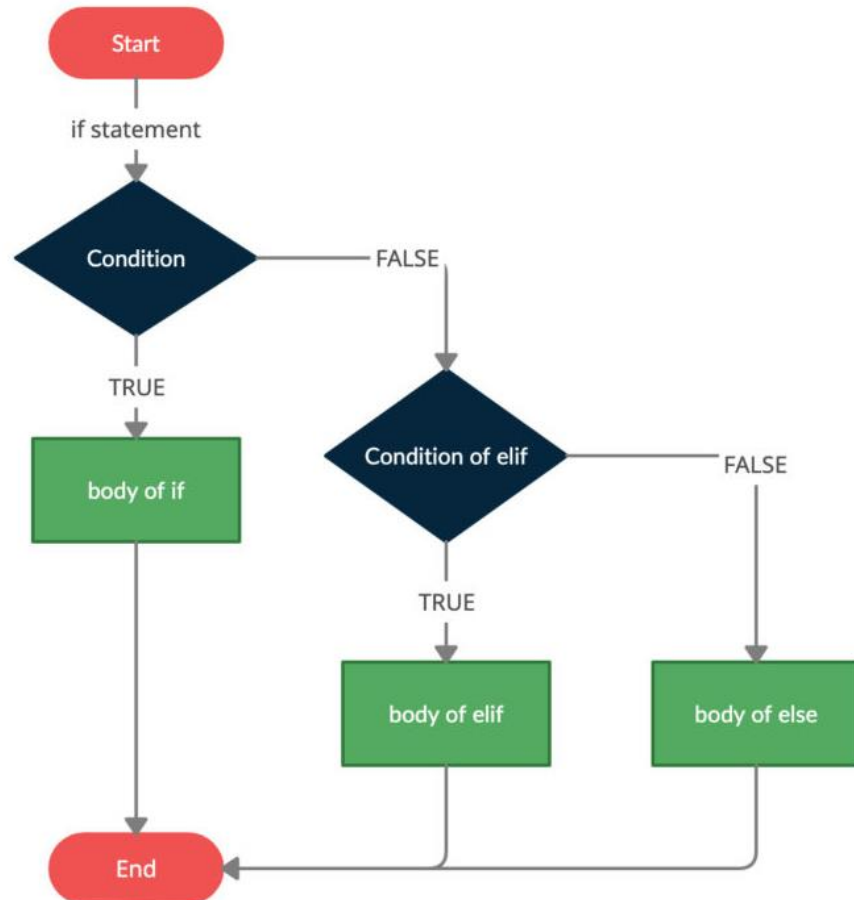 Start
if statement
Condition
FALSE
TRUE
Condition of elif
FALSE
body of if
TRUE
body of elif
body of else
End